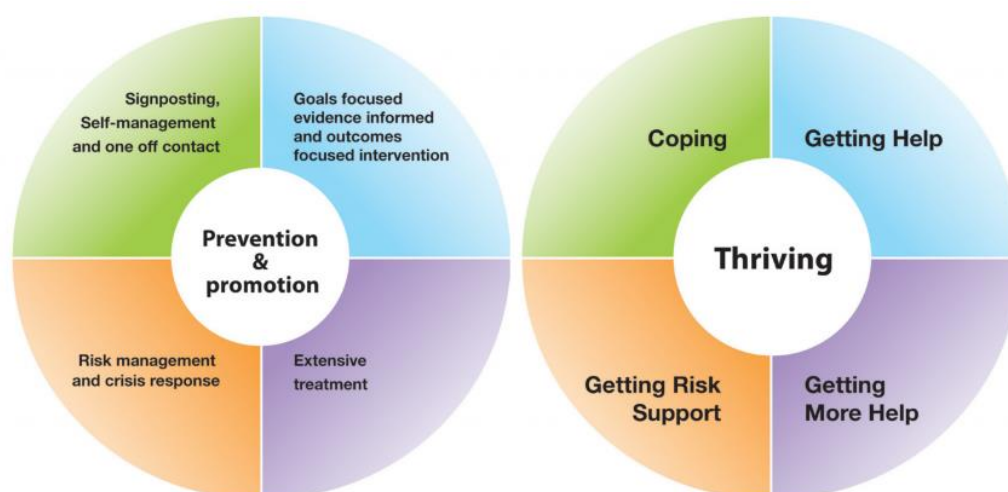 Signposting,
Self-management
and one off contact
Goals focused
evidence informed
and outcomes
focused intervention
Prevention
&
promotion
Risk management
and crisis response
Extensive
treatment
Coping
Getting Help
Thriving
Getting Risk
Support
Getting
More Help